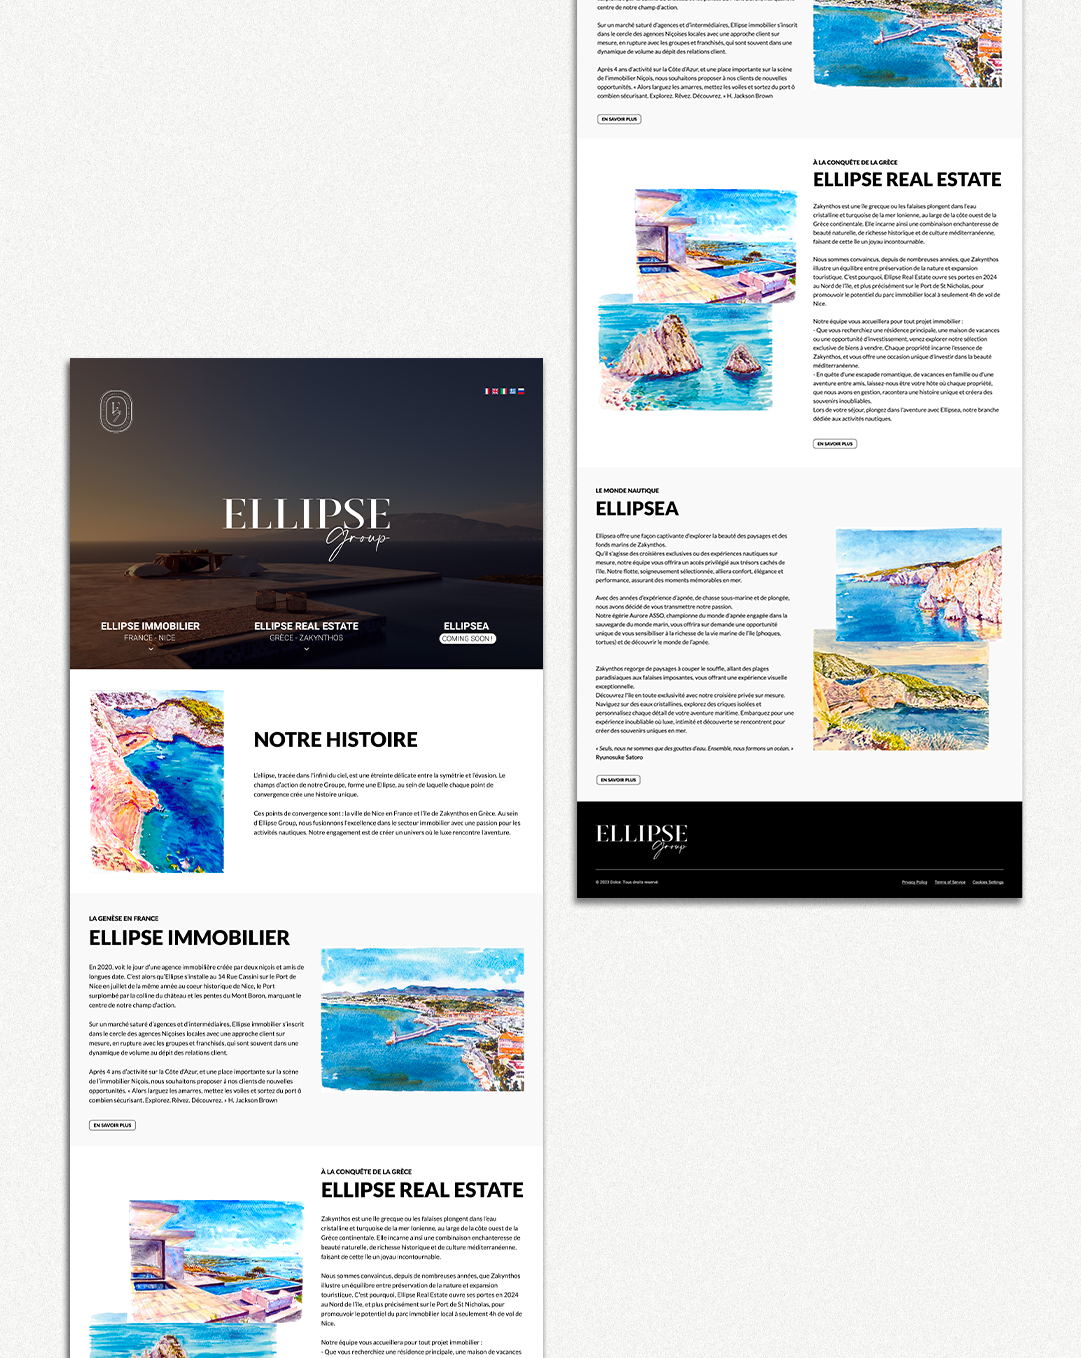 ELLIPSE
Group
ELLIPSE IMMOBILIER
FRANCE - NICE
ELLIPSE REAL ESTATE
GRÈCE - ZAKYNTHOS
ELLIPSEA
COMING SOON !
NOTRE HISTOIRE
L'ellipse, tracée dans l'infini du ciel, est une étreinte délicate entre la symétrie et l'évasion. Le
champs d'action de notre Groupe, forme une Ellipse, au sein de laquelle chaque point de
convergence crée une histoire unique.
Ces points de convergence sont : la ville de Nice en France et l'île de Zakynthos en Grèce. Au sein
d'Ellipse Group, nous fusionnons l'excellence dans le secteur immobilier avec une passion pour les
activités nautiques. Notre engagement est de créer un univers où le luxe rencontre l'aventure.
LA GENÈSE EN FRANCE
ELLIPSE IMMOBILIER
En 2020, voit le jour d'une agence immobilière créée par deux niçois et amis de
longues date. C'est alors qu'Ellipse s'installe au 14 Rue Cassini sur le Port de
Nice en juillet de la même année au coeur historique de Nice, le Port
surplombé par la colline du château et les pentes du Mont Boron, marquant le
centre de notre champ d'action.
Sur un marché saturé d'agences et d'intermédiaires, Ellipse immobilier s'inscrit
dans le cercle des agences Niçoises locales avec une approche client sur
mesure, en rupture avec les groupes et franchisés, qui sont souvent dans une
dynamique de volume au dépit des relations client.
Après 4 ans d'activité sur la Côte d'Azur, et une place importante sur la scène
de l'immobilier Niçois, nous souhaitons proposer à nos clients de nouvelles
opportunités. « Alors larguez les amarres, mettez les voiles et sortez du port ô
combien sécurisant. Explorez. Rêvez. Découvrez. » H. Jackson Brown
EN SAVOIR PLUS
À LA CONQUÊTE DE LA GRÈCE
ELLIPSE REAL ESTATE
Zakynthos est une île grecque ou les falaises plongent dans l'eau
cristalline et turquoise de la mer Ionienne, au large de la côte ouest de la
Grèce continentale. Elle incarne ainsi une combinaison enchanteresse de
beauté naturelle, de richesse historique et de culture méditerranéenne,
faisant de cette île un joyau incontournable.
Nous sommes convaincus, depuis de nombreuses années, que Zakynthos
illustre un équilibre entre préservation de la nature et expansion
touristique. C'est pourquoi, Ellipse Real Estate ouvre ses portes en 2024
au Nord de l'île, et plus précisément sur le Port de St Nicholas, pour
promouvoir le potentiel du parc immobilier local à seulement 4h de vol de
Nice.
Notre équipe vous accueillera pour tout projet immobilier :
- Que vous recherchiez une résidence principale, une maison de vacances
centre de notre champ d'action.
Sur un marché saturé d'agences et d'intermédiaires, Ellipse immobilier s'inscrit
dans le cercle des agences Niçoises locales avec une approche client sur
mesure, en rupture avec les groupes et franchisés, qui sont souvent dans une
dynamique de volume au dépit des relations client.
Après 4 ans d'activité sur la Côte d'Azur, et une place importante sur la scène
de l'immobilier Niçois, nous souhaitons proposer à nos clients de nouvelles
opportunités. « Alors larguez les amarres, mettez les voiles et sortez du port ô
combien sécurisant. Explorez. Rêvez. Découvrez. » H. Jackson Brown
EN SAVOIR PLUS
À LA CONQUÊTE DE LA GRÈCE
ELLIPSE REAL ESTATE
Zakynthos est une île grecque ou les falaises plongent dans l'eau
cristalline et turquoise de la mer Ionienne, au large de la côte ouest de la
Grèce continentale. Elle incarne ainsi une combinaison enchanteresse de
beauté naturelle, de richesse historique et de culture méditerranéenne,
faisant de cette île un joyau incontournable.
Nous sommes convaincus, depuis de nombreuses années, que Zakynthos
illustre un équilibre entre préservation de la nature et expansion
touristique. C'est pourquoi, Ellipse Real Estate ouvre ses portes en 2024
au Nord de l'île, et plus précisément sur le Port de St Nicholas, pour
promouvoir le potentiel du parc immobilier local à seulement 4h de vol de
Nice.
Notre équipe vous accueillera pour tout projet immobilier :
- Que vous recherchiez une résidence principale, une maison de vacances
ou une opportunité d'investissement, venez explorer notre sélection
exclusive de biens à vendre. Chaque propriété incarne l'essence de
Zakynthos, et vous offre une occasion unique d'investir dans la beauté
méditerranéenne.
- En quête d'une escapade romantique, de vacances en famille ou d'une
aventure entre amis, laissez-nous être votre hôte où chaque propriété,
que nous avons en gestion, racontera une histoire unique et créera des
souvenirs inoubliables.
Lors de votre séjour, plongez dans l'aventure avec Ellipsea, notre branche
dédiée aux activités nautiques.
EN SAVOIR PLUS
LE MONDE NAUTIQUE
ELLIPSEA
Ellipsea offre une façon captivante d'explorer la beauté des paysages et des
fonds marins de Zakynthos.
Qu'il s'agisse des croisières exclusives ou des expériences nautiques sur
mesure, notre équipe vous offrira un accès privilégié aux trésors cachés de
l'île. Notre flotte, soigneusement sélectionnée, alliera confort, élégance et
performance, assurant des moments mémorables en mer.
Avec des années d'expérience d'apnée, de chasse sous-marine et de plongée,
nous avons décidé de vous transmettre notre passion.
Notre égérie Aurore ASSO, championne du monde d'apnée engagée dans la
sauvegarde du monde marin, vous offrira sur demande une opportunité
unique de vous sensibiliser à la richesse de la vie marine de l'île (phoques,
tortues) et de découvrir le monde de l'apnée.
Zakynthos regorge de paysages à couper le souffle, allant des plages
paradisiaques aux falaises imposantes, vous offrant une expérience visuelle
exceptionnelle.
Découvrez l'île en toute exclusivité avec notre croisière privée sur mesure.
Naviguez sur des eaux cristallines, explorez des criques isolées et
personnalisez chaque détail de votre aventure maritime. Embarquez pour une
expérience inoubliable où luxe, intimité et découverte se rencontrent pour
créer des souvenirs uniques en mer.
« Seuls, nous ne sommes que des gouttes d'eau. Ensemble, nous formons un océan. »
Ryunosuke Satoro
EN SAVOIR PLUS
ELLIPSE
Group
© 2023 Dolce. Tous droits reservé.
Privacy Policy
Terms of Service
Cookies Settings